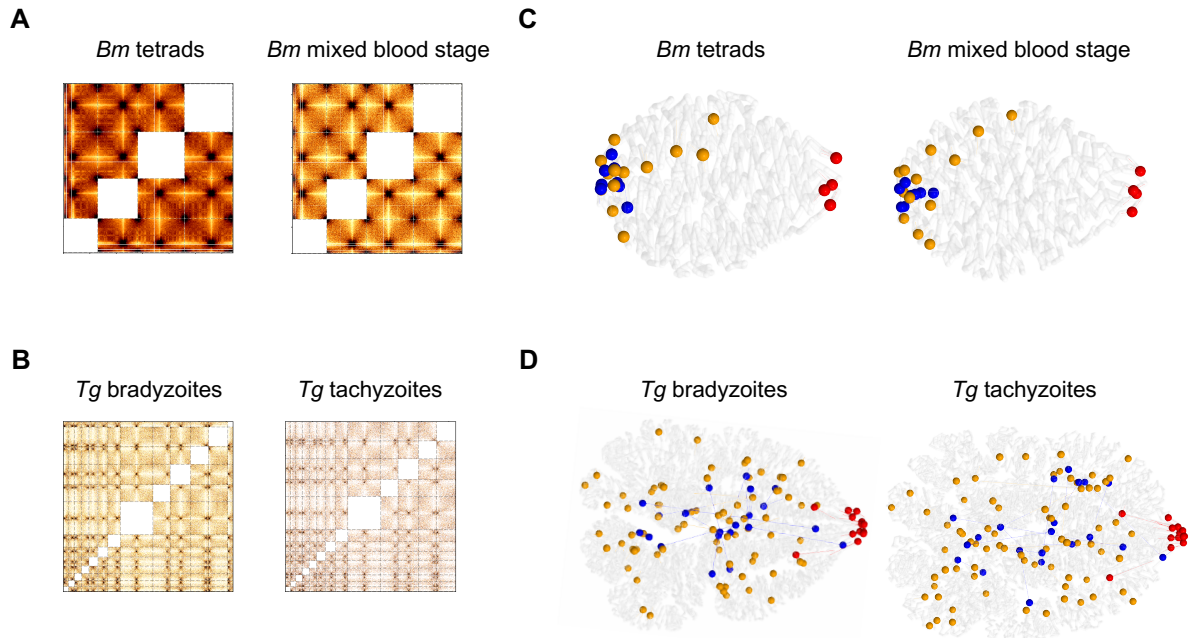 A
Bm tetrads
Bm mixed blood stage
C
Bm tetrads
Bm mixed blood stage
B
Tg bradyzoites
Tg tachyzoites
D
Tg bradyzoites
Tg tachyzoites